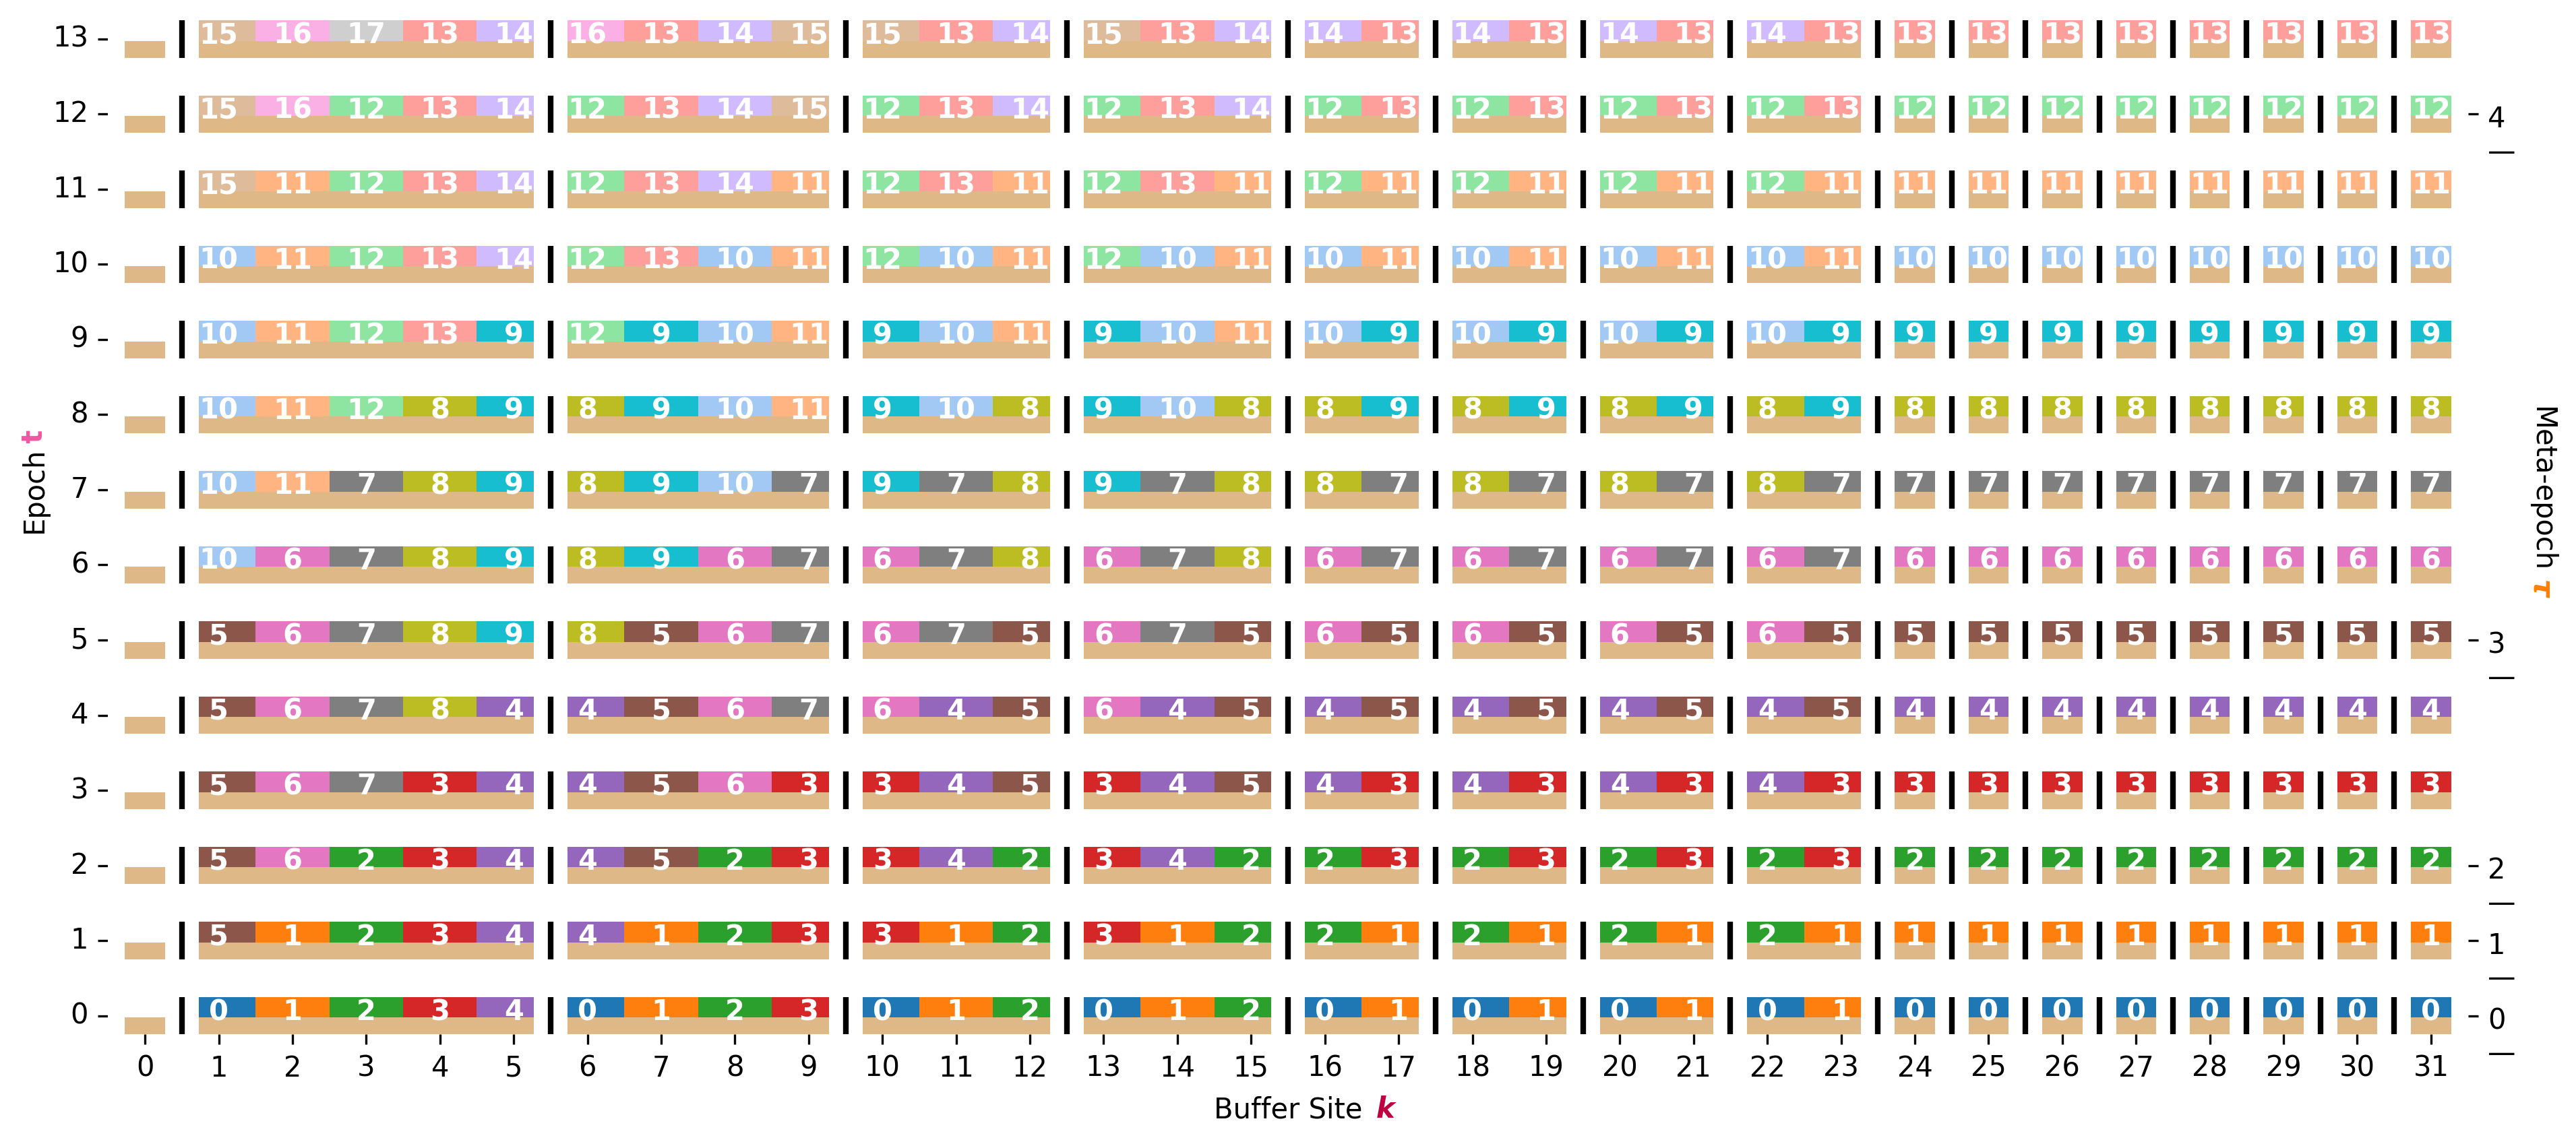 13 15 16 17 13 14 16 13 14 15 15 13 14 15 13 14 14 13 14 13 14 13 14 13 13 13 13 13 13 13 13 13
12 15 16 12 13 14 12 13 14 15 12 13 14 12 13 14 12 13 12 13 12 13 12 13 12 12 12 12 12 12 12 12 4
11 15 11 12 13 14 12 13 14 11 12 13 11 12 13 11 12 11 12 11 12 11 12 11 11 11 11 11 11 11 11 11
10 10 11 12 13 14 12 13 10 11 12 10 11 12 10 11 10 11 10 11 10 11 10 11 10 10 10 10 10 10 10 10
9 10 11 12 13 9 12 9 10 11 9 10 11 9 10 11 10 9 10 9 10 9 10 9 9 9 9 9 9 9 9 9
8 10 11 12 8 9 8 9 10 11 9 10 8 9 10 8 8 9 8 9 8 9 8 9 8 8 8 8 8 8 8 8
7 10 11 7 8 9 8 9 10 7 9 7 8 9 7 8 8 7 8 7 8 7 8 7 7 7 7 7 7 7 7 7
6 10 6 7 8 9 8 9 6 7 6 7 8 6 7 8 6 7 6 7 6 7 6 7 6 6 6 6 6 6 6 6
5 5 6 7 8 9 8 5 6 7 6 7 5 6 7 5 6 5 6 5 6 5 6 5 5 5 5 5 5 5 5 5 3
4 5 6 7 8 4 4 5 6 7 6 4 5 6 4 5 4 5 4 5 4 5 4 5 4 4 4 4 4 4 4 4
3 5 6 7 3 4 4 5 6 3 3 4 5 3 4 5 4 3 4 3 4 3 4 3 3 3 3 3 3 3 3 3
2 5 6 2 3 4 4 5 2 3 3 4 2 3 4 2 2 3 2 3 2 3 2 3 2 2 2 2 2 2 2 2 2
1 5 1 2 3 4 4 1 2 3 3 1 2 3 1 2 2 1 2 1 2 1 2 1 1 1 1 1 1 1 1 1 1
0 0 1 2 3 4 0 1 2 3 0 1 2 0 1 2 0 1 0 1 0 1 0 1 0 0 0 0 0 0 0 0 0
0 1 2 3 4 5 6 7 8 9 10 11 12 13 14 15 16 17 18 19 20 21 22 23 24 25 26 27 28 29 30 31
Buffer Site k
Epoch t
Meta-epoch τ